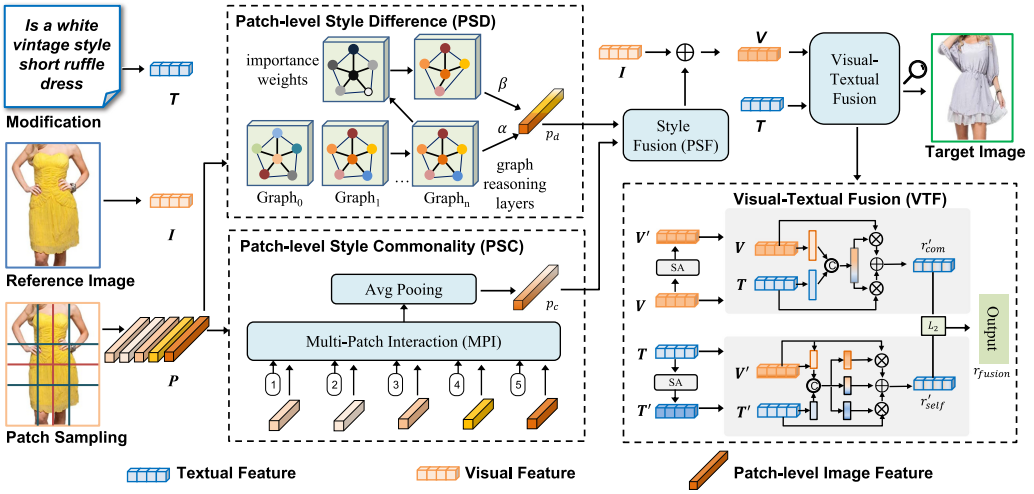 Is a white
vintage style
short ruffle
dress
Modification
T
Reference Image
I
Patch Sampling
P
Patch-level Style Difference (PSD)
importance
weights
β
α
p_d
Graph_0
Graph_1
...
Graph_n
graph
reasoning
layers
Patch-level Style Commonality (PSC)
Avg Pooing
p_c
Multi-Patch Interaction (MPI)
1
2
3
4
5
I
V
T
Style
Fusion (PSF)
Visual-
Textual
Fusion
Target Image
Visual-Textual Fusion (VTF)
V'
SA
V
V
T
C
r'_com
T
SA
T'
V'
T'
C
r'_self
L_2
Output
r_fusion
Textual Feature
Visual Feature
Patch-level Image Feature